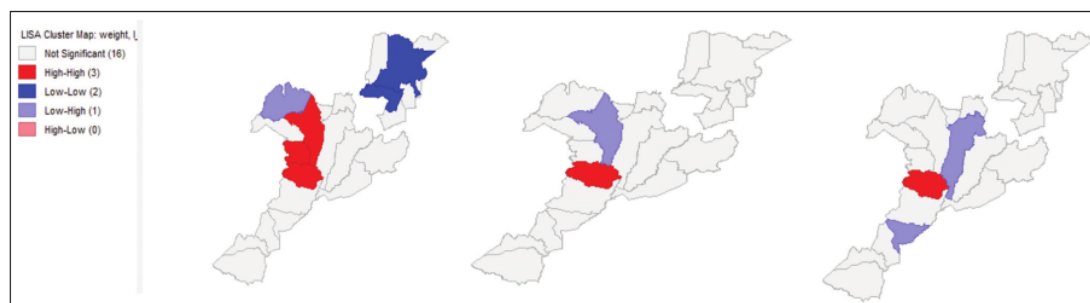 LISA Cluster Map: weight, I_
Not Significant (16)
High-High (3)
Low-Low (2)
Low-High (1)
High-Low (0)